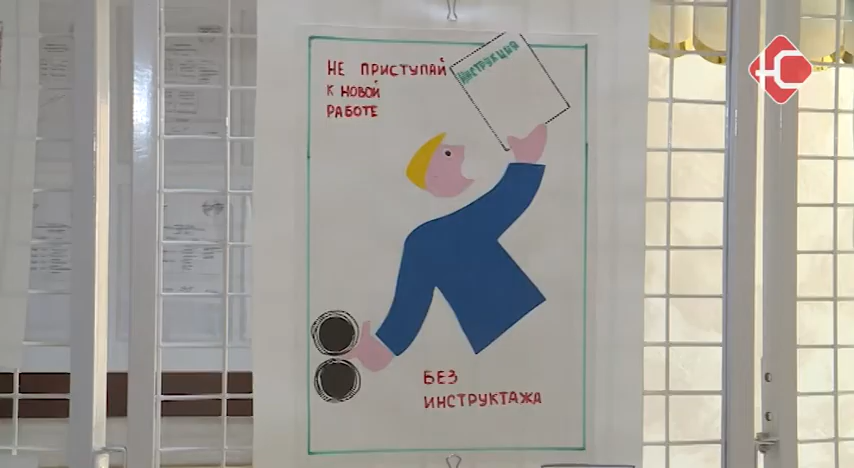 НЕ ПРИСТУПАЙ
К НОВОЙ
РАБОТЕ
ИНСТРУКЦИЯ
БЕЗ
ИНСТРУКТАЖА